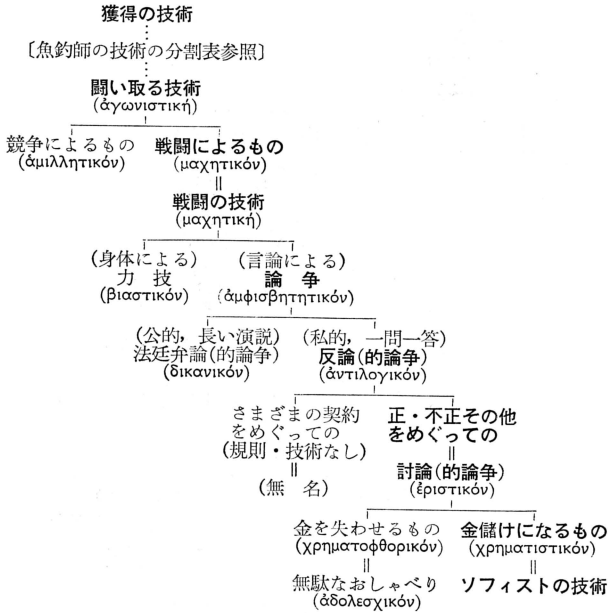 獲得の技術
〔魚釣師の技術の分割表参照〕
闘い取る技術
(ἀγωνιστική)
競争によるもの 戦闘によるもの
(ἁμιλλητικόν) (μαχητικόν)
||
戦闘の技術
(μαχητική)
(身体による) (言論による)
力 技 論 争
(βιαστικόν) (ἀμφισβητητικόν)
(公的，長い演説) (私的，一問一答)
法廷弁論(的論争) 反論(的論争)
(δικανικόν) (ἀντιλογικόν)
さまざまの契約 正・不正その他
をめぐっての をめぐっての
(規則・技術なし) ||
|| 討論(的論争)
(無 名) (ἐριστικόν)
金を失わせるもの 金儲けになるもの
(χρηματοφθορικόν) (χρηματιστικόν)
|| ||
無駄なおしゃべり ソフィストの技術
(ἀδολεσχικόν)